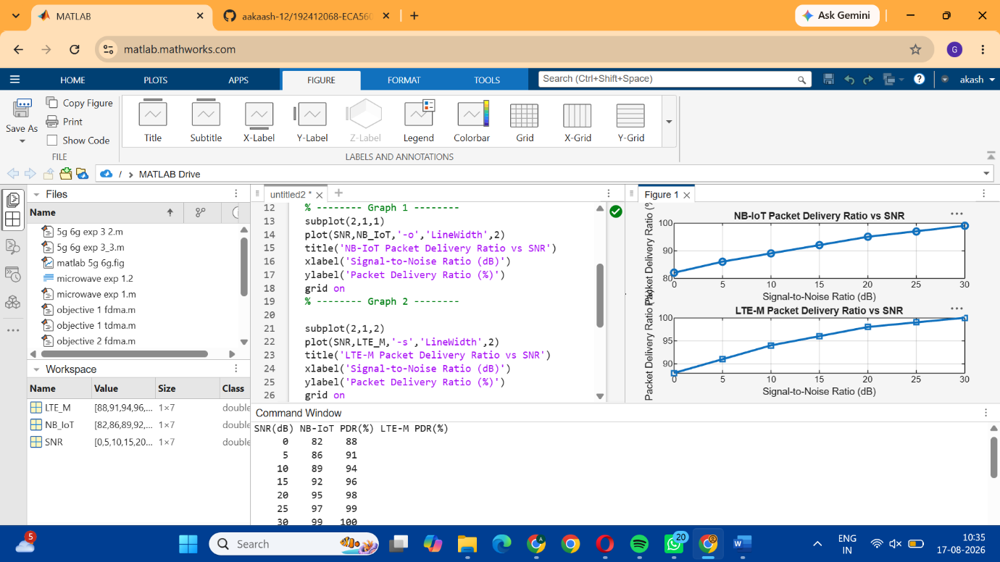 MATLAB
aakaash-12/192412068-ECA560
Ask Gemini
matlab.mathworks.com
G
HOME
PLOTS
APPS
FIGURE
FORMAT
TOOLS
Search (Ctrl+Shift+Space)
akash
Save As
Copy Figure
Print
Show Code
FILE
Title
Subtitle
X-Label
Y-Label
Z-Label
Legend
Colorbar
Grid
X-Grid
Y-Grid
LABELS AND ANNOTATIONS
/ > MATLAB Drive
Files
Name
5g 6g exp 3 2.m
5g 6g exp 3_3.m
matlab 5g 6g.fig
microwave exp 1.2
microwave exp 1.m
objective 1 fdma.m
objective 1 tdma.m
objective 2 fdma.m
Workspace
Name Value Size Class
LTE_M [88,91,94,96,... 1×7 double
NB_IoT [82,86,89,92,... 1×7 double
SNR [0,5,10,15,20... 1×7 double
untitled2 *
12 % -------- Graph 1 --------
13 subplot(2,1,1)
14 plot(SNR,NB_IoT,'-o','LineWidth',2)
15 title('NB-IoT Packet Delivery Ratio vs SNR')
16 xlabel('Signal-to-Noise Ratio (dB)')
17 ylabel('Packet Delivery Ratio (%)')
18 grid on
19 % -------- Graph 2 --------
20
21 subplot(2,1,2)
22 plot(SNR,LTE_M,'-s','LineWidth',2)
23 title('LTE-M Packet Delivery Ratio vs SNR')
24 xlabel('Signal-to-Noise Ratio (dB)')
25 ylabel('Packet Delivery Ratio (%)')
26 grid on
Figure 1
NB-IoT Packet Delivery Ratio vs SNR
Packet Delivery Ratio (%
100
90
80
0 5 10 15 20 25 30
Signal-to-Noise Ratio (dB)
LTE-M Packet Delivery Ratio vs SNR
Packet Delivery Ratio
100
95
90
0 5 10 15 20 25 30
Signal-to-Noise Ratio (dB)
Command Window
SNR(dB) NB-IoT PDR(%) LTE-M PDR(%)
0 82 88
5 86 91
10 89 94
15 92 96
20 95 98
25 97 99
30 99 100
5
Search
A
20
W
ENG
IN
10:35
17-08-2026